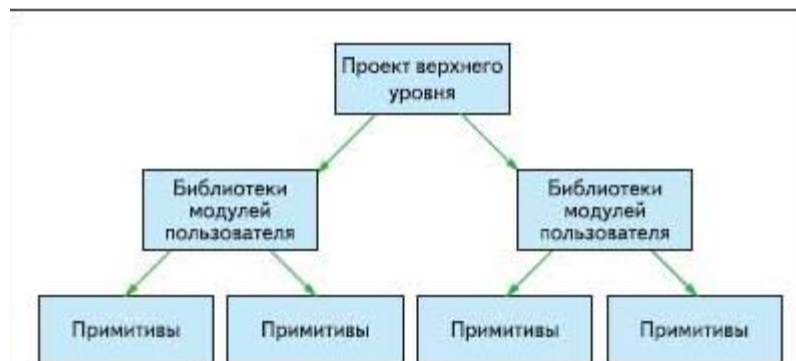 Проект верхнего
уровня
Библиотеки
модулей
пользователя
Библиотеки
модулей
пользователя
Примитивы
Примитивы
Примитивы
Примитивы